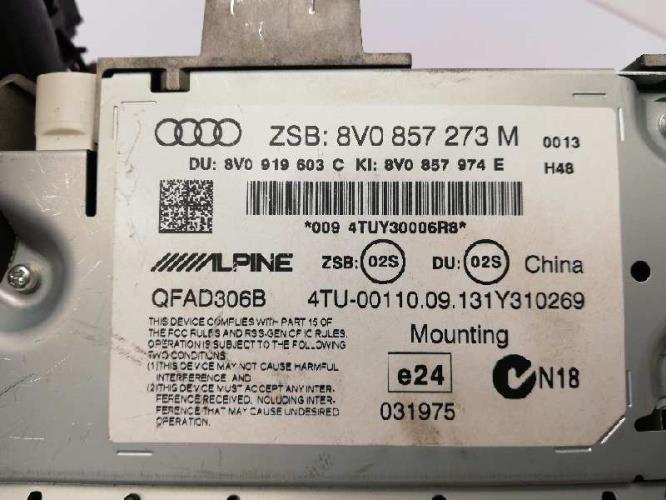 ZSB: 8V0 857 273 M 0013
DU: 8V0 919 603 C KI: 8V0 857 974 E H48
*009 4TUY30006R8*
ALPINE ZSB: 02S DU: 02S China
QFAD306B 4TU-00110.09.131Y310269
THIS DEVICE COMPLIES WITH PART 15 OF
THE FCC RULES AND RSS-GEN OF IC RULES.
OPERATION IS SUBJECT TO THE FOLLOWING
TWO CONDITIONS:
(1)THIS DEVICE MAY NOT CAUSE HARMFUL
INTERFERENCE, AND
(2)THIS DEVICE MUST ACCEPT ANY INTER-
FERENCE RECEIVED, INCLUDING INTER-
FERENCE THAT MAY CAUSE UNDESIRED
OPERATION.
Mounting
e24 N18
031975